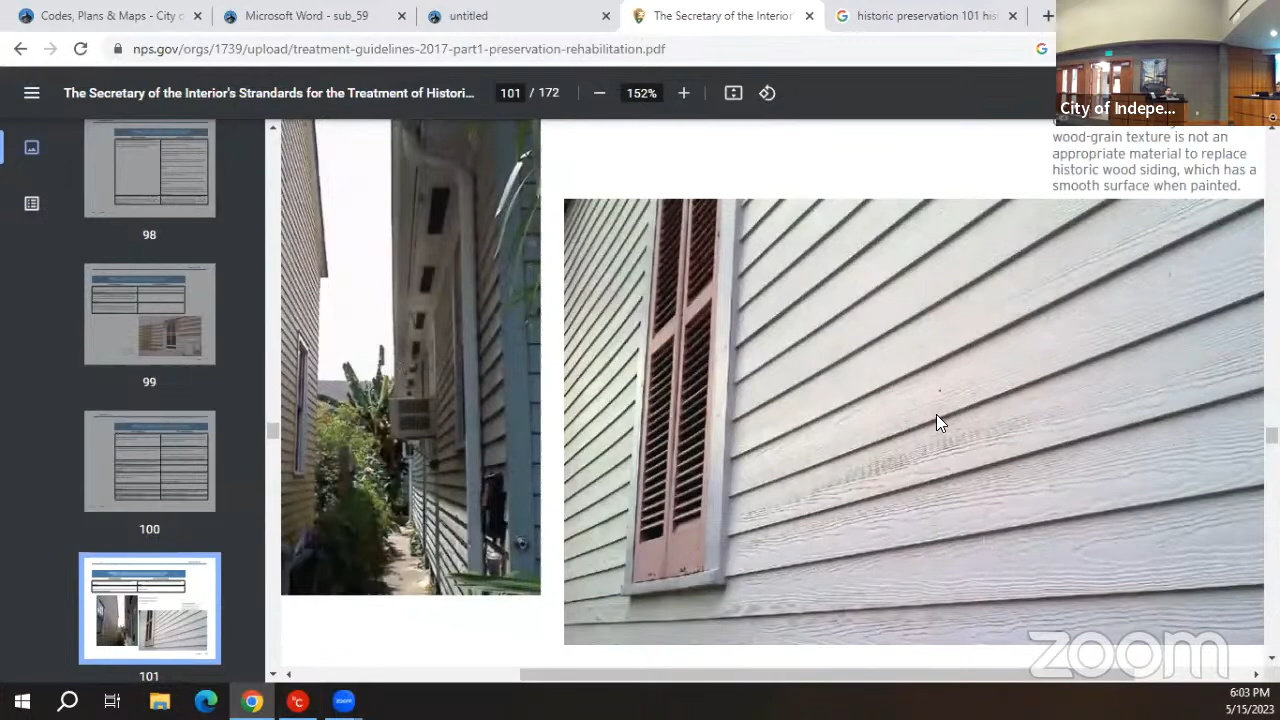 Codes, Plans & Maps - City o
Microsoft Word - sub_59
untitled
The Secretary of the Interior'
historic preservation 101 his
nps.gov/orgs/1739/upload/treatment-guidelines-2017-part1-preservation-rehabilitation.pdf
The Secretary of the Interior's Strandards for the Treatment of Histori...
101 / 172
152%
City of Indepe...
wood-grain texture is not an
appropriate material to replace
historic wood siding, which has a
smooth surface when painted.
98
99
100
101
zoom
zoom
6:03 PM
5/15/2023